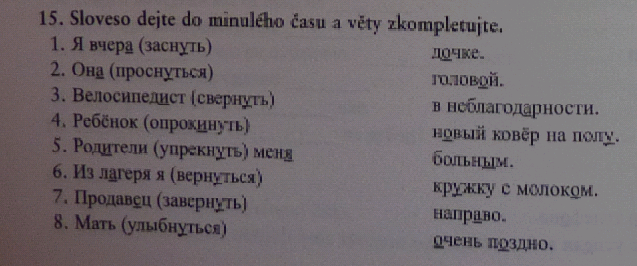 15. Sloveso dejte do minulého času a věty zkompletujte.
1. Я вчера (заснуть) дочке.
2. Она (проснуться) головой.
3. Велосипедист (свернуть) в неблагодарности.
4. Ребёнок (опрокинуть) новый ковёр на полу.
5. Родители (упрекнуть) меня больным.
6. Из лагеря я (вернуться) кружку с молоком.
7. Продавец (завернуть) направо.
8. Мать (улыбнуться) очень поздно.